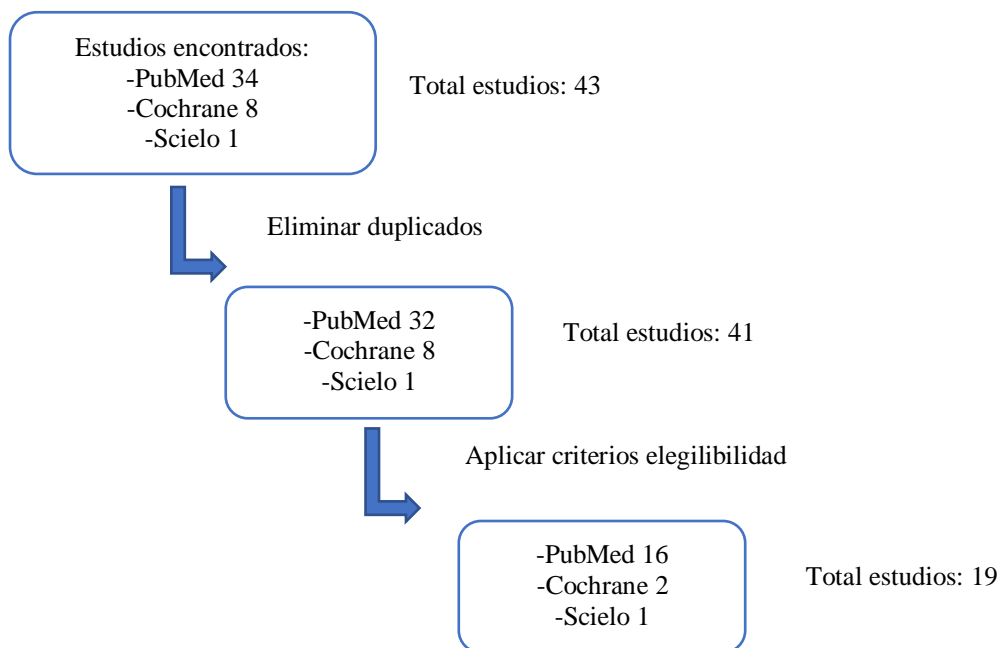 Estudios encontrados:
-PubMed 34
-Cochrane 8
-Scielo 1
Total estudios: 43
Eliminar duplicados
-PubMed 32
-Cochrane 8
-Scielo 1
Total estudios: 41
Aplicar criterios elegilibilidad
-PubMed 16
-Cochrane 2
-Scielo 1
Total estudios: 19